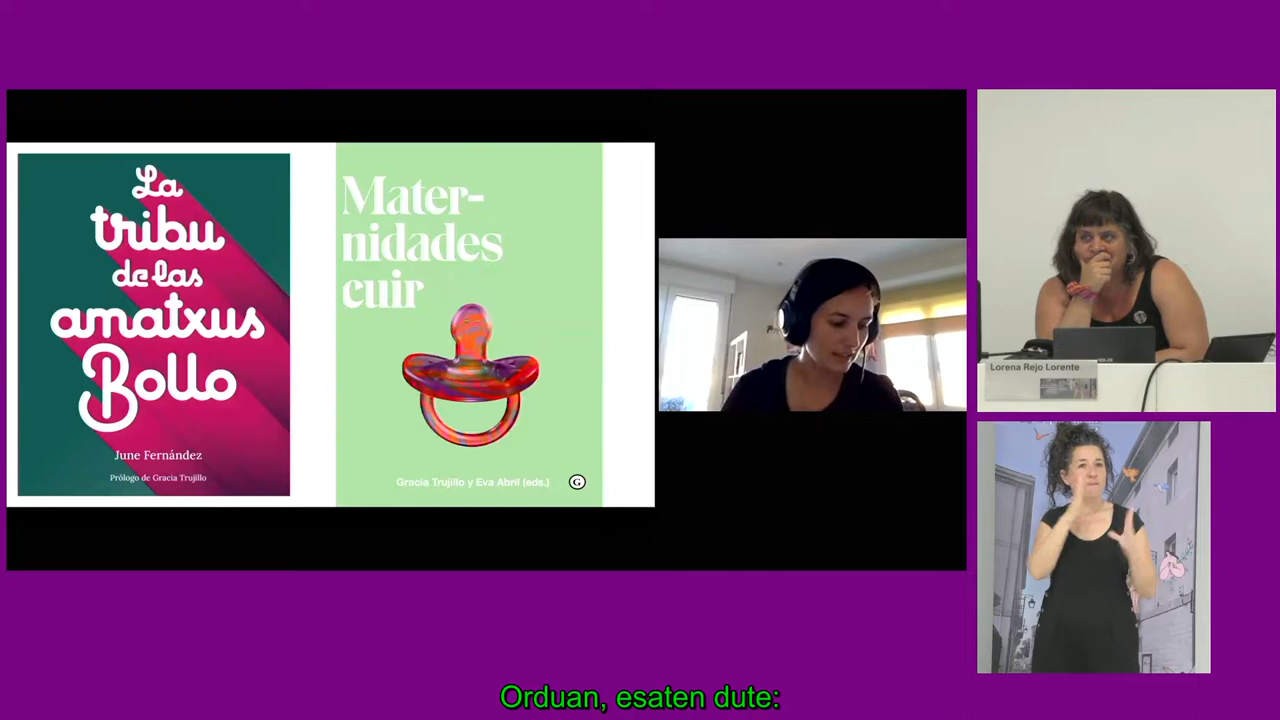 La
tribu
de las
amatxus
Bollo
June Fernández
Prólogo de Gracia Trujillo
Mater-
nidades
cuir
Gracia Trujillo y Eva Abril (eds.)
G
Lorena Rejo Lorente
Orduan, esaten dute: